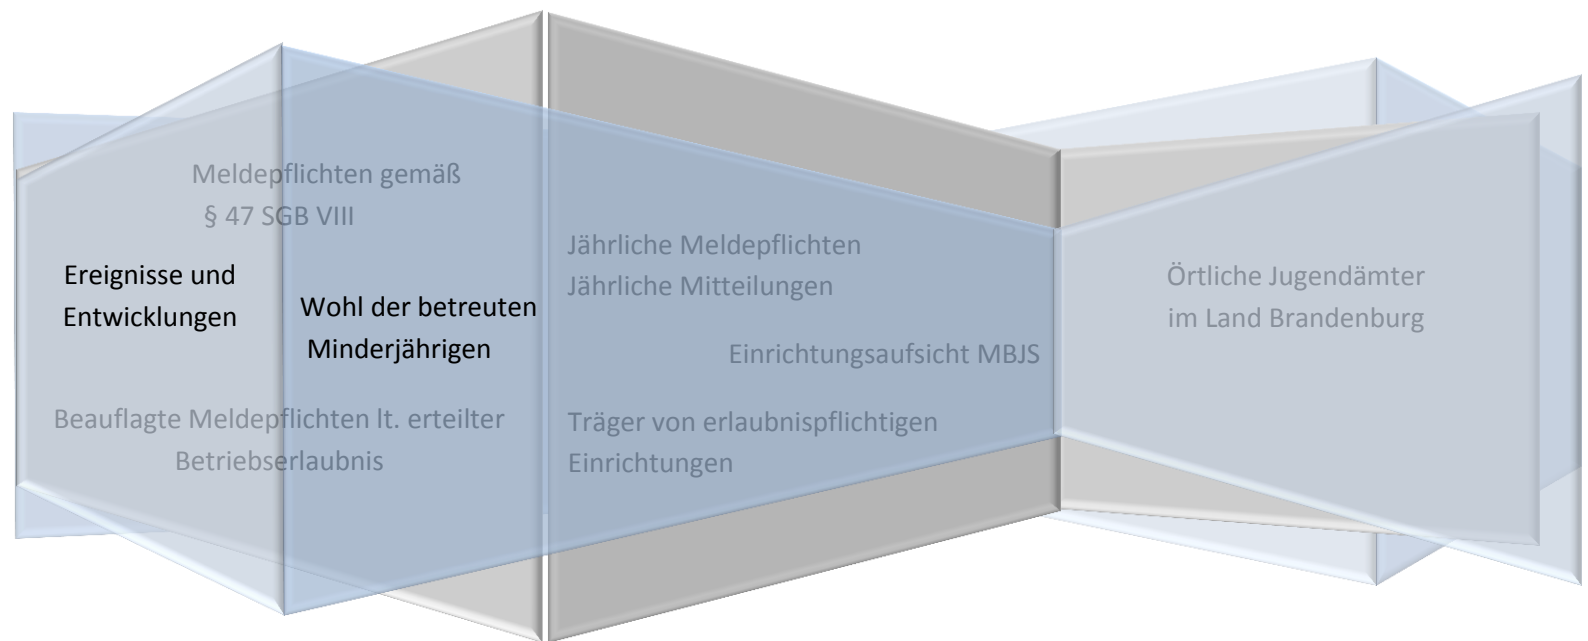 Meldepflichten gemäß
§ 47 SGB VIII
Ereignisse und
Entwicklungen
Wohl der betreuten
Minderjährigen
Beauflagte Meldepflichten lt. erteilter
Betriebserlaubnis
Jährliche Meldepflichten
Jährliche Mitteilungen
Einrichtungsaufsicht MBJS
Träger von erlaubnispflichtigen
Einrichtungen
Örtliche Jugendämter
im Land Brandenburg